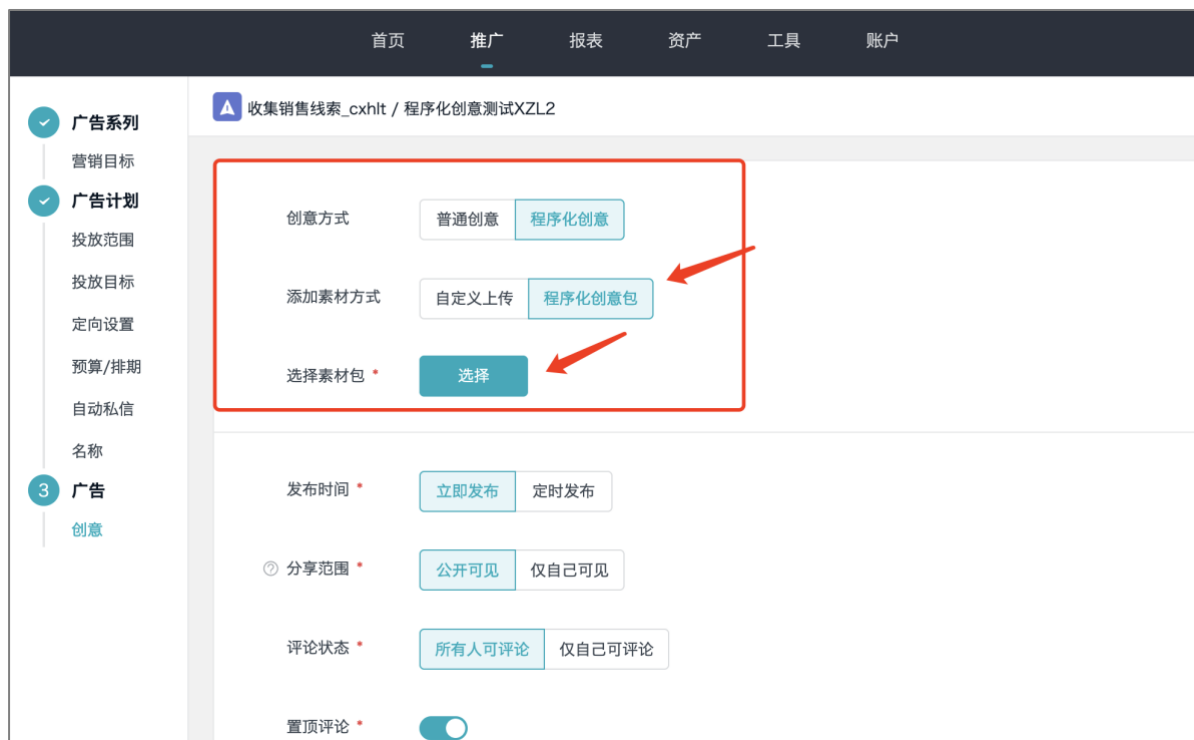 首页 推广 报表 资产 工具 账户
收集销售线索_cxhlt / 程序化创意测试XZL2
广告系列
营销目标
广告计划
投放范围
投放目标
定向设置
预算/排期
自动私信
名称
3 广告
创意
创意方式 普通创意 程序化创意
添加素材方式 自定义上传 程序化创意包
选择素材包 * 选择
发布时间 * 立即发布 定时发布
? 分享范围 * 公开可见 仅自己可见
评论状态 * 所有人可评论 仅自己可评论
置顶评论 *